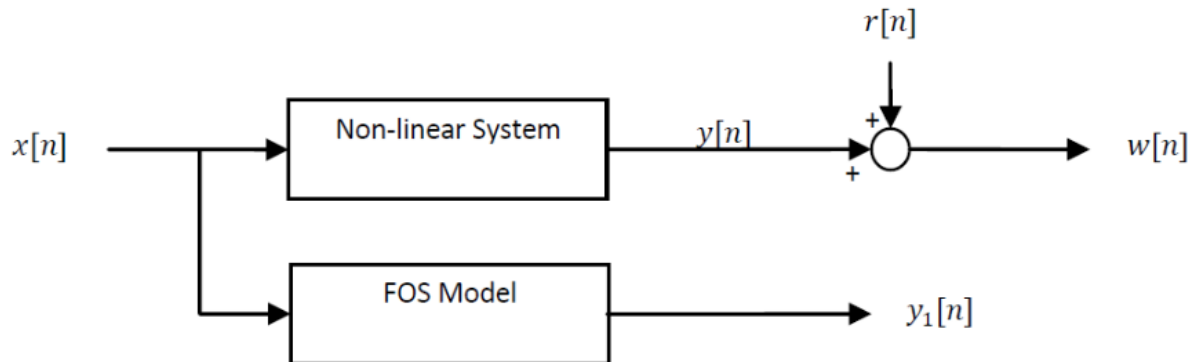 r[n]
+
Non-linear System
y[n]
x[n]
w[n]
+
FOS Model
y₁[n]